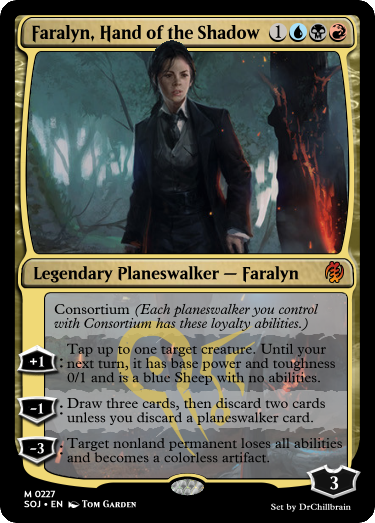 Faralyn, Hand of the Shadow 1
Legendary Planeswalker — Faralyn
Consortium (Each planeswalker you control
with Consortium has these loyalty abilities.)
+1: Tap up to one target creature. Until your
next turn, it has base power and toughness
0/1 and is a blue Sheep with no abilities.
-1: Draw three cards, then discard two cards
unless you discard a planeswalker card.
-3: Target nonland permanent loses all abilities
and becomes a colorless artifact.
3
M 0227
SOJ • EN Tom Garden
Set by DrChillbrain